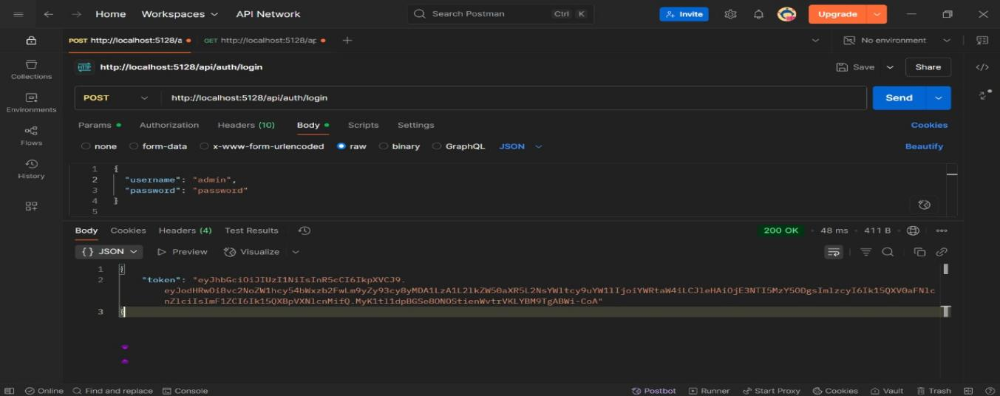 Home Workspaces API Network Search Postman Ctrl K Invite Upgrade
POST http://localhost:5128/a GET http://localhost:5128/ap No environment
Collections
Environments
Flows
History
HTTP http://localhost:5128/api/auth/login Save Share
POST http://localhost:5128/api/auth/login Send
Params Authorization Headers (10) Body Scripts Settings Cookies
none form-data x-www-form-urlencoded raw binary GraphQL JSON Beautify
1 {
2 "username": "admin",
3 "password": "password"
4 }
5
Body Cookies Headers (4) Test Results 200 OK 48 ms 411 B
{} JSON Preview Visualize
1 {
2 "token": "eyJhbGciOiJIUzI1NiIsInR5cCI6IkpXVCJ9.
3 }
Online Find and replace Console Postbot Runner Start Proxy Cookies Vault Trash